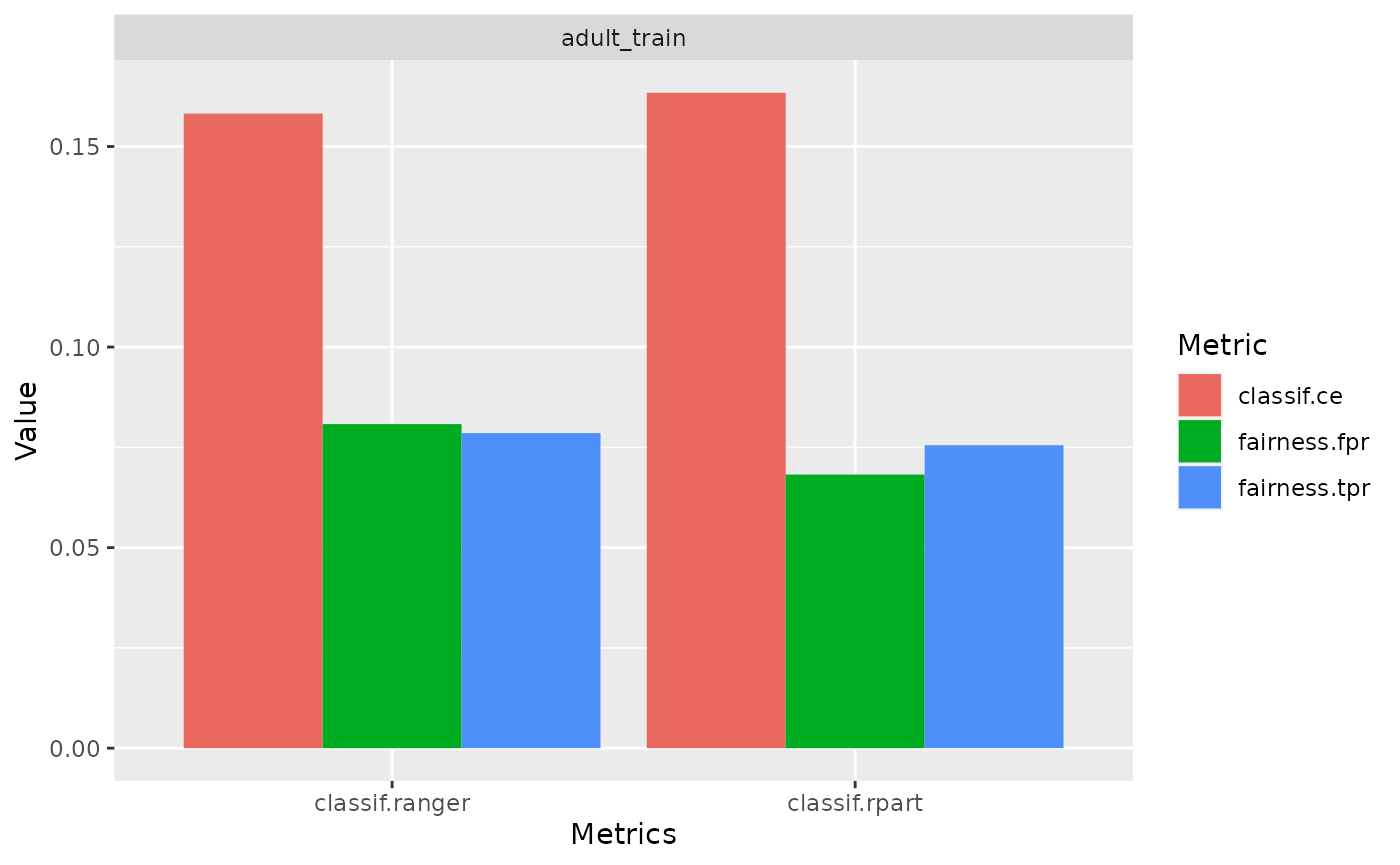 adult_train
Value
0.15
0.10
0.05
0.00
classif.ranger
classif.rpart
Metrics
Metric
classif.ce
fairness.fpr
fairness.tpr